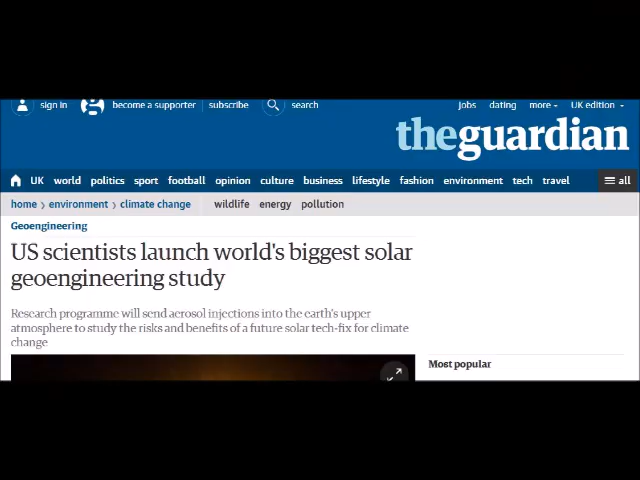 sign in become a supporter subscribe search jobs dating more UK edition
theguardian
UK world politics sport football opinion culture business lifestyle fashion environment tech travel all
home > environment > climate change wildlife energy pollution
Geoengineering
US scientists launch world's biggest solar
geoengineering study
Research programme will send aerosol injections into the earth's upper
atmosphere to study the risks and benefits of a future solar tech-fix for climate
change
Most popular